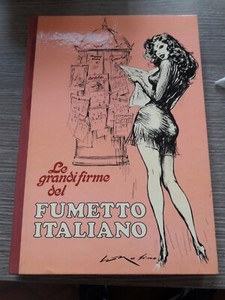 Le
grandi firme
del
FUMETTO
ITALIANO